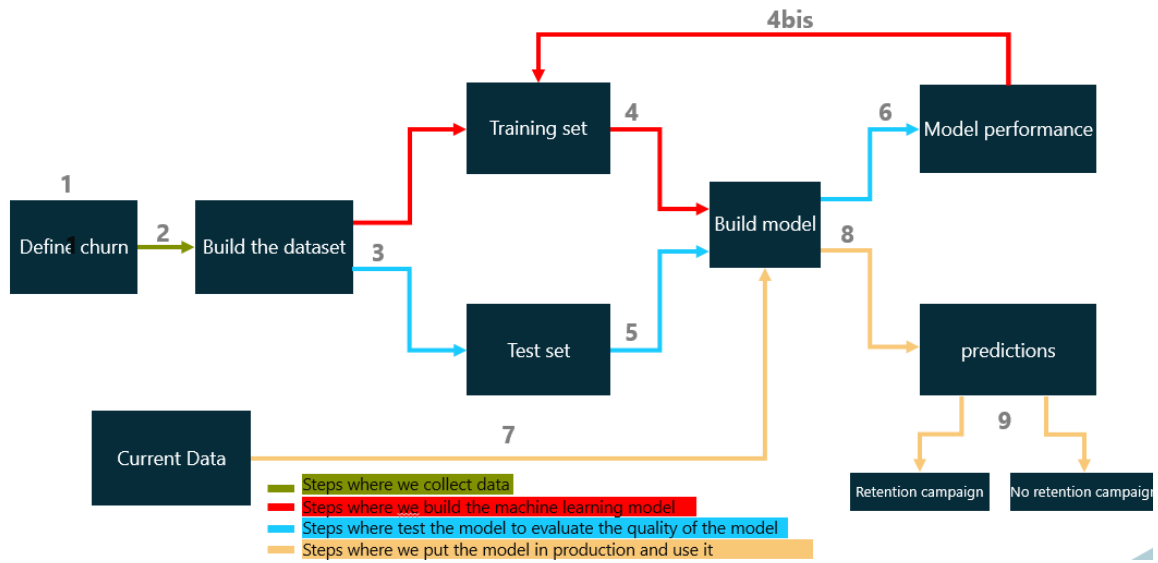 4bis
Training set
4
6
Model performance
1
Define churn
2
Build the dataset
3
Build model
8
Test set
5
predictions
Current Data
7
9
Retention campaign
No retention campaign
Steps where we collect data
Steps where we build the machine learning model
Steps where test the model to evaluate the quality of the model
Steps where we put the model in production and use it